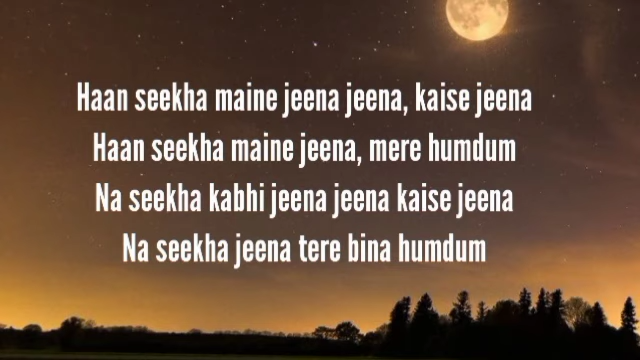 Haan seekha maine jeena jeena, kaise jeena
Haan seekha maine jeena, mere humdum
Na seekha kabhi jeena jeena kaise jeena
Na seekha jeena tere bina humdum